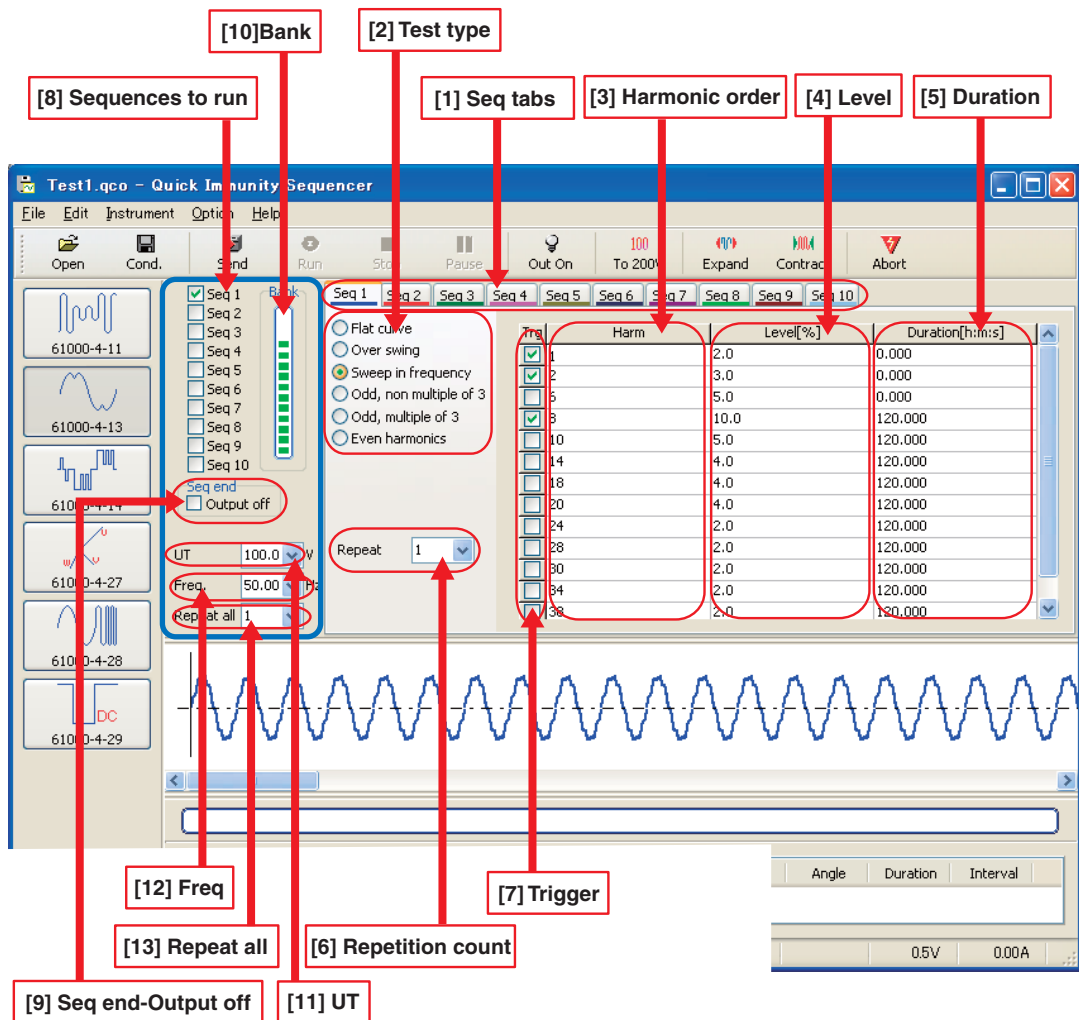 [10]Bank
[2] Test type
[8] Sequences to run
[1] Seq tabs
[3] Harmonic order
[4] Level
[5] Duration
Test1.qco - Quick Immunity Sequencer
File Edit Instrument Option Help
Open Cond. Send Run Stop Pause Out On To 200V Expand Contract Abort
100
61000-4-11
61000-4-13
61000-4-14
61000-4-27
61000-4-28
DC
61000-4-29
Seq 1
Seq 2
Seq 3
Seq 4
Seq 5
Seq 6
Seq 7
Seq 8
Seq 9
Seq 10
Bank
Seq end
Output off
UT 100.0 V
Freq. 50.00 Hz
Repeat all 1
Seq 1 Seq 2 Seq 3 Seq 4 Seq 5 Seq 6 Seq 7 Seq 8 Seq 9 Seq 10
Flat curve
Over swing
Sweep in frequency
Odd, non multiple of 3
Odd, multiple of 3
Even harmonics
Repeat 1
Trg Harm Level[%] Duration[h:m:s]
1 2.0 0.000
2 3.0 0.000
6 5.0 0.000
8 10.0 120.000
10 5.0 120.000
14 4.0 120.000
18 4.0 120.000
20 4.0 120.000
24 2.0 120.000
28 2.0 120.000
30 2.0 120.000
34 2.0 120.000
38 2.0 120.000
Angle Duration Interval
0.5V 0.00A
[12] Freq
[7] Trigger
[13] Repeat all
[6] Repetition count
[9] Seq end-Output off
[11] UT